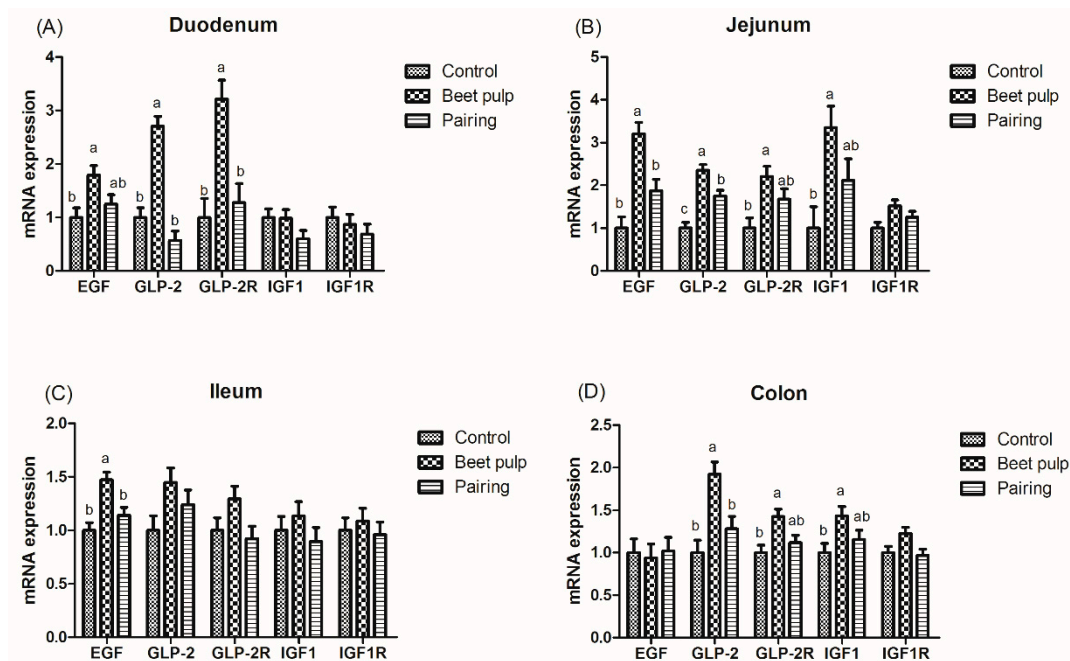 (A)
Duodenum
mRNA expression
4
3
2
1
0
b a ab b a b b a b
EGF GLP-2 GLP-2R IGF1 IGF1R
Control
Beet pulp
Pairing
(B)
Jejunum
mRNA expression
5
4
3
2
1
0
b a b c a b b a ab b a ab
EGF GLP-2 GLP-2R IGF1 IGF1R
Control
Beet pulp
Pairing
(C)
Ileum
mRNA expression
2.0
1.5
1.0
0.5
0.0
b a b
EGF GLP-2 GLP-2R IGF1 IGF1R
Control
Beet pulp
Pairing
(D)
Colon
mRNA expression
2.5
2.0
1.5
1.0
0.5
0.0
b a b b a ab b a ab
EGF GLP-2 GLP-2R IGF1 IGF1R
Control
Beet pulp
Pairing